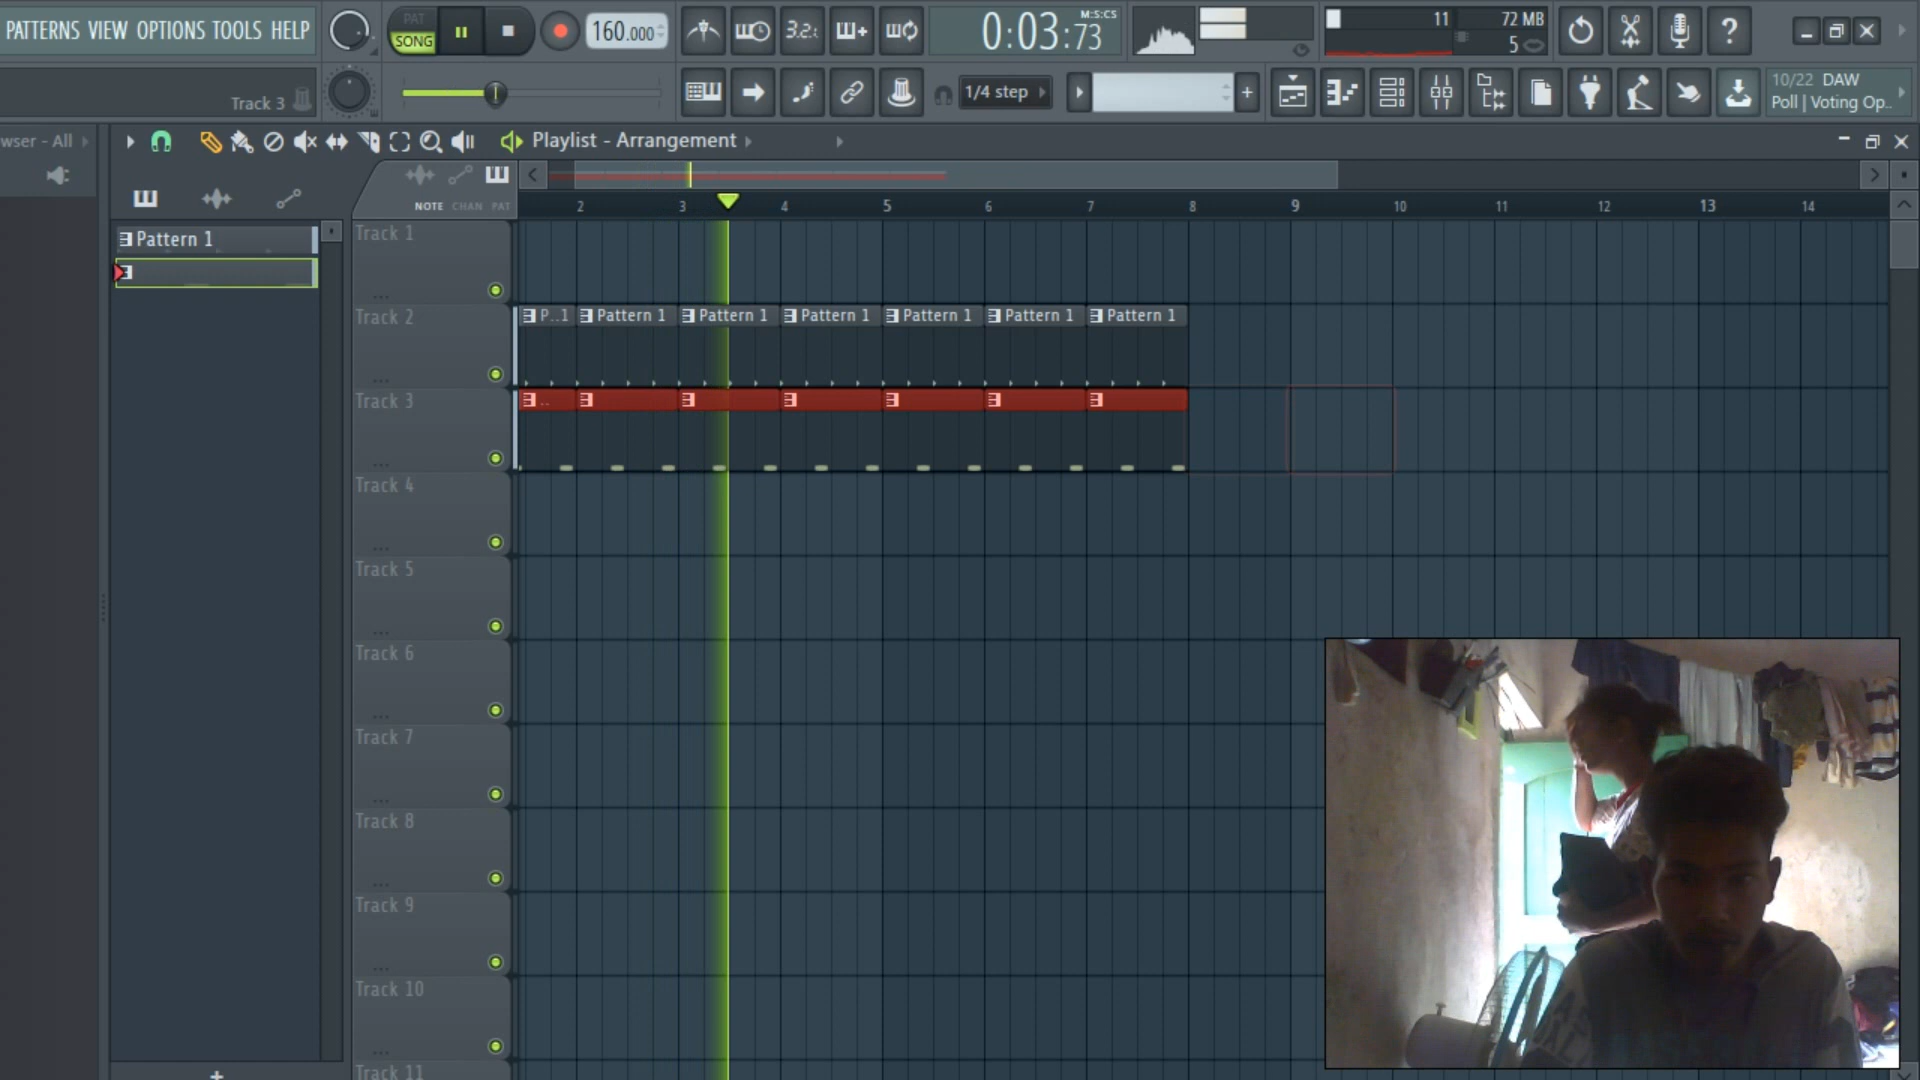 PATTERNS VIEW OPTIONS TOOLS HELP
PAT
SONG
160.000
3.2.
0:03:73
M:S:CS
11
72 MB
5
Track 3
1/4 step
10/22 DAW
Poll | Voting Op..
wser - All
Playlist - Arrangement
NOTE CHAN PAT
2 3 4 5 6 7 8 9 10 11 12 13 14
Pattern 1
Track 1
Track 2
P..1 Pattern 1 Pattern 1 Pattern 1 Pattern 1 Pattern 1 Pattern 1
Track 3
Track 4
Track 5
Track 6
Track 7
Track 8
Track 9
Track 10
Track 11